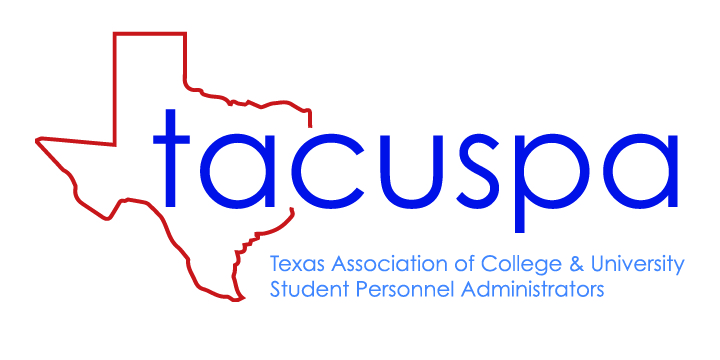 tacuspa
Texas Association of College & University
Student Personnel Administrators